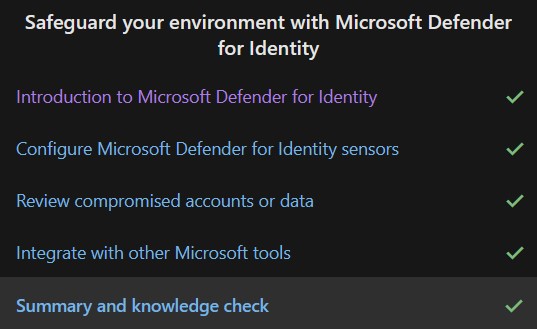 Safeguard your environment with Microsoft Defender
for Identity
Introduction to Microsoft Defender for Identity
Configure Microsoft Defender for Identity sensors
Review compromised accounts or data
Integrate with other Microsoft tools
Summary and knowledge check